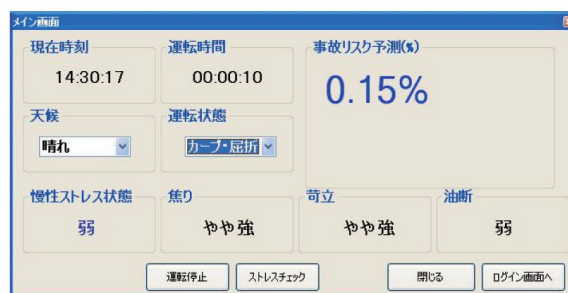 メイン画面
現在時刻
運転時間
事故リスク予測(%)
14:30:17
00:00:10
0.15%
天候
運転状態
晴れ
カーブ・屈折
慢性ストレス状態
焦り
苛立
油断
弱
やや強
やや強
弱
運転停止
ストレスチェック
閉じる
ログイン画面へ